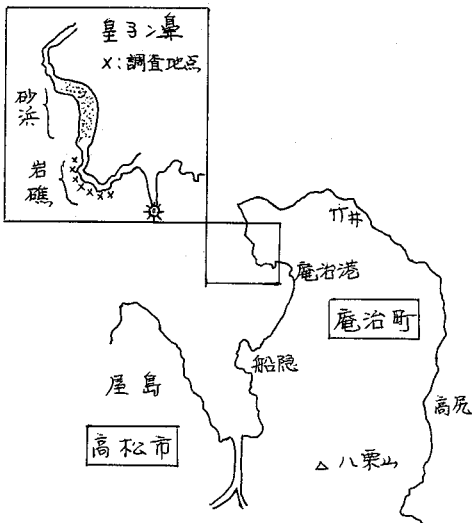 皇子ン鼻
x:調査地点
砂浜
岩礁
竹井
庵治港
庵治町
船隠
屋島
高尻
高松市
△ 八栗山